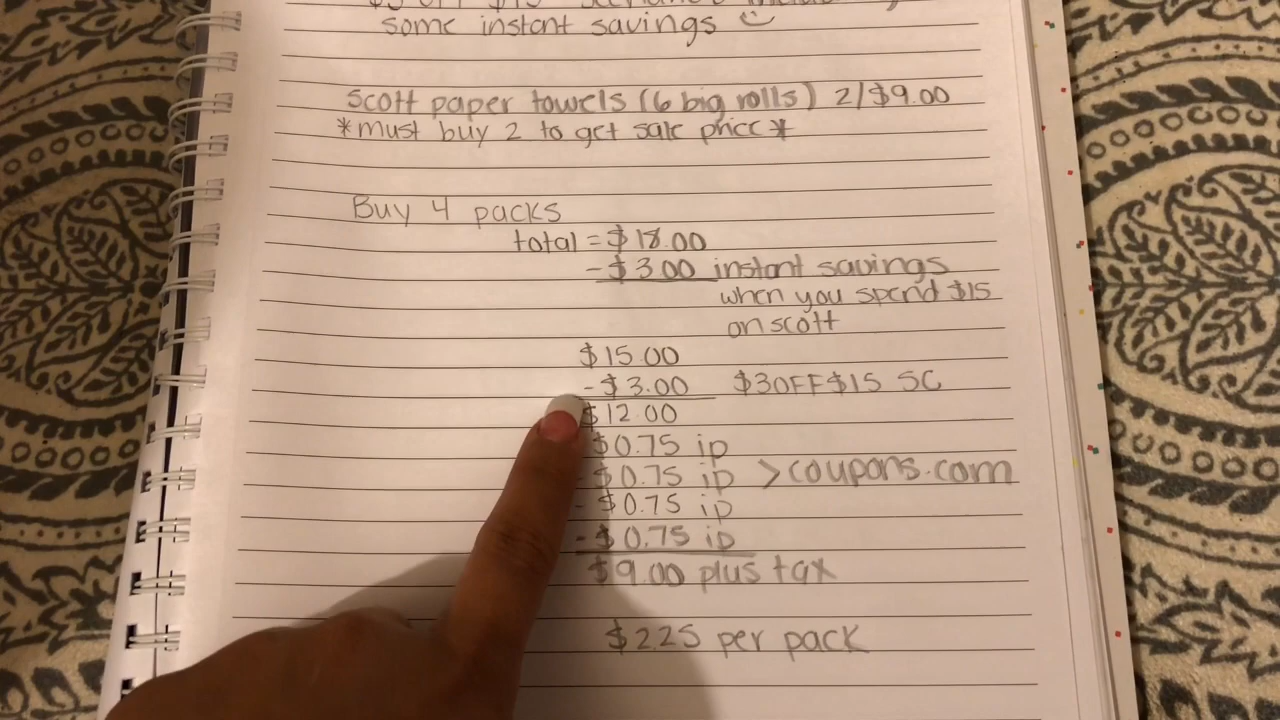 some instant savings
Scott paper towels (6 big rolls) 2/$9.00
*must buy 2 to get sale price*
Buy 4 packs
total = $18.00
- $3.00 instant savings
when you spend $15
on scott
$15.00
- $3.00 $3 OFF $15 SC
$12.00
$0.75 ip
- $0.75 ip > coupons.com
- $0.75 ip
- $0.75 ip
$9.00 plus tax
$2.25 per pack